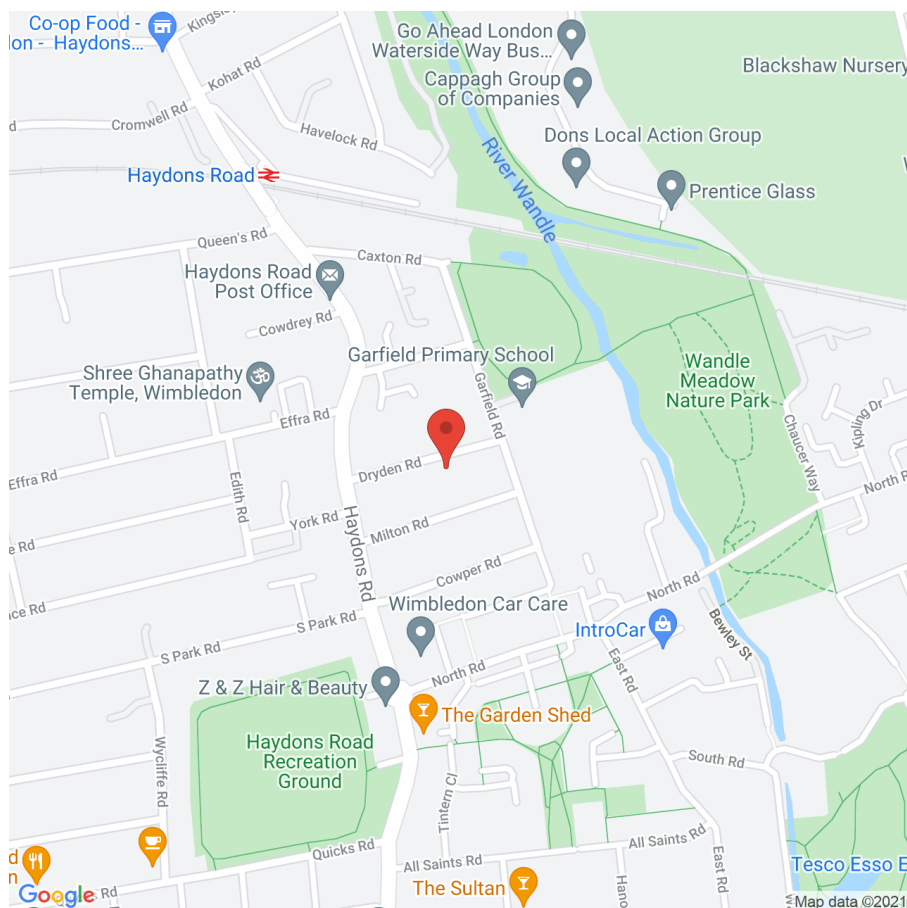 Kingsley
Co-op Food -
lon - Haydons...
Kohat Rd
Cromwell Rd
Havelock Rd
Go Ahead London
Waterside Way Bus...
Cappagh Group
of Companies
Blackshaw Nursery
Dons Local Action Group
Prentice Glass
River Wandle
Haydons Road
Queen's Rd
Caxton Rd
Haydons Road
Post Office
Cowdrey Rd
Garfield Primary School
Shree Ghanapathy
Temple, Wimbledon
Garfield Rd
Wandle
Meadow
Nature Park
Kipling Dr
Chaucer Way
Effra Rd
Effra Rd
Edith Rd
Dryden Rd
North R
York Rd
Milton Rd
Haydons Rd
e Rd
Cowper Rd
ace Rd
S Park Rd
S Park Rd
Wimbledon Car Care
North Rd
IntroCar
Bewley St
North Rd
East Rd
Z & Z Hair & Beauty
The Garden Shed
Haydons Road
Recreation
Ground
Wycliffe Rd
South Rd
Tintern Cl
Quicks Rd
All Saints Rd
All Saints Rd
East Rd
Hano
The Sultan
Tesco Esso E
d
n
s Rd
Google
Map data ©2021